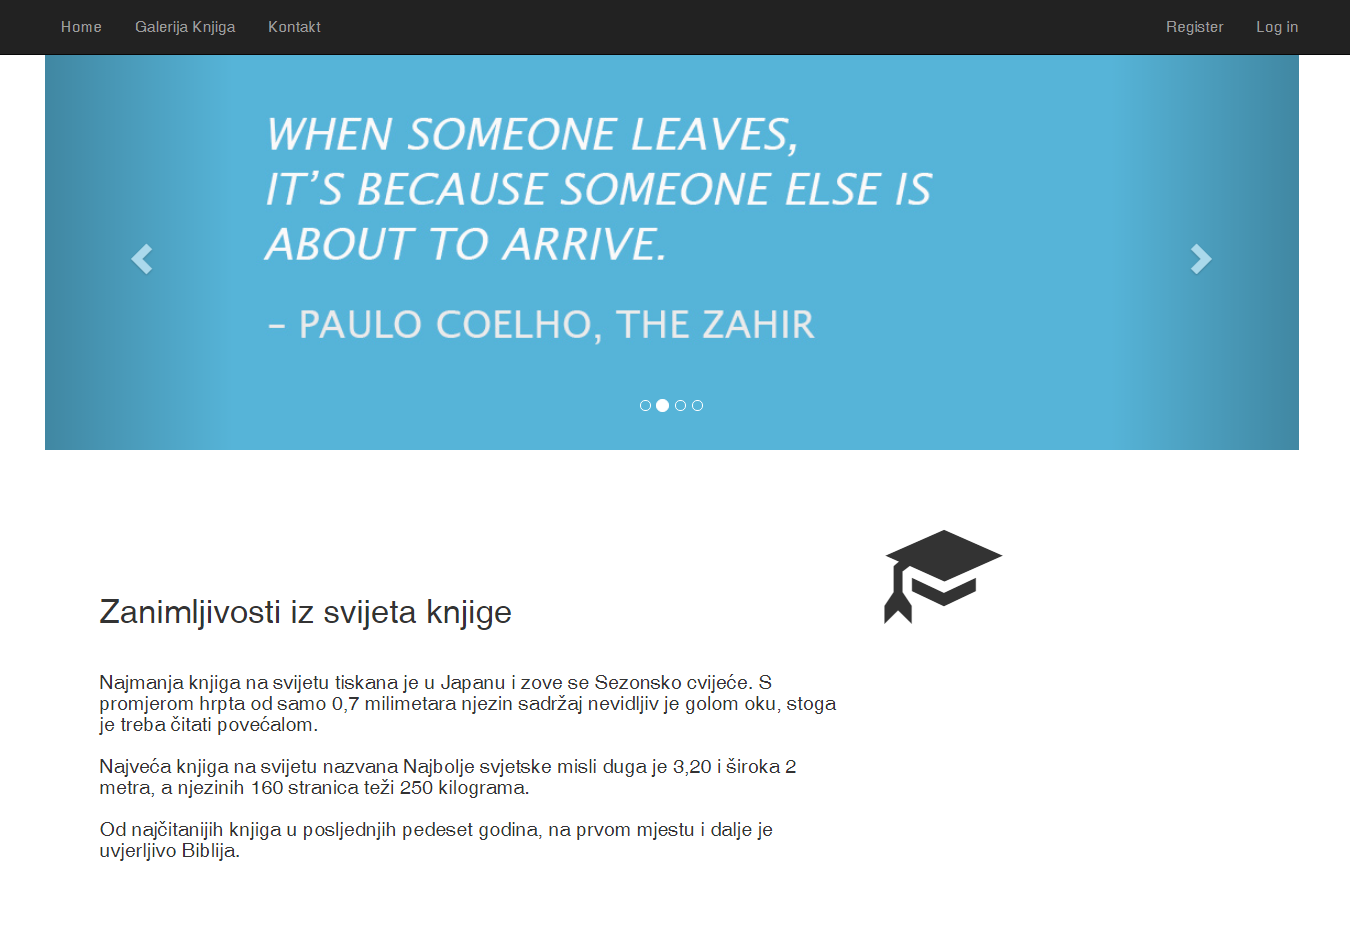 Home Galerija Knjiga Kontakt Register Log in
WHEN SOMEONE LEAVES,
IT'S BECAUSE SOMEONE ELSE IS
ABOUT TO ARRIVE.
– PAULO COELHO, THE ZAHIR
Zanimljivosti iz svijeta knjige
Najmanja knjiga na svijetu tiskana je u Japanu i zove se Sezonsko cvijeće. S
promjerom hrpta od samo 0,7 milimetara njezin sadržaj nevidljiv je golom oku, stoga
je treba čitati povećalom.
Najveća knjiga na svijetu nazvana Najbolje svjetske misli duga je 3,20 i široka 2
metra, a njezinih 160 stranica teži 250 kilograma.
Od najčitanijih knjiga u posljednjih pedeset godina, na prvom mjestu i dalje je
uvjerljivo Biblija.